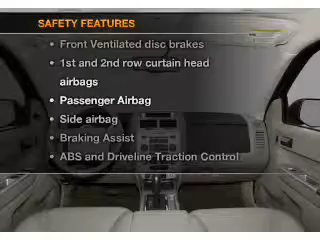 SAFETY FEATURES
• Front Ventilated disc brakes
• 1st and 2nd row curtain head
airbags
• Passenger Airbag
• Side airbag
• Braking Assist
• ABS and Driveline Traction Control